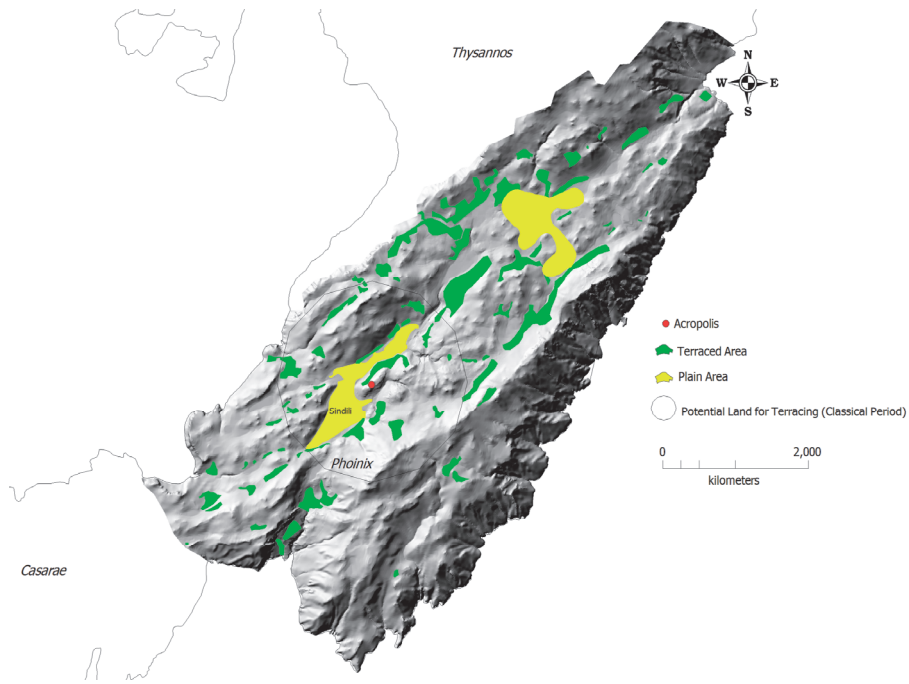 Thysannos
N
W E
S
Acropolis
Terraced Area
Plain Area
Potential Land for Terracing (Classical Period)
0 2,000
kilometers
Sindili
Phoinix
Casarae